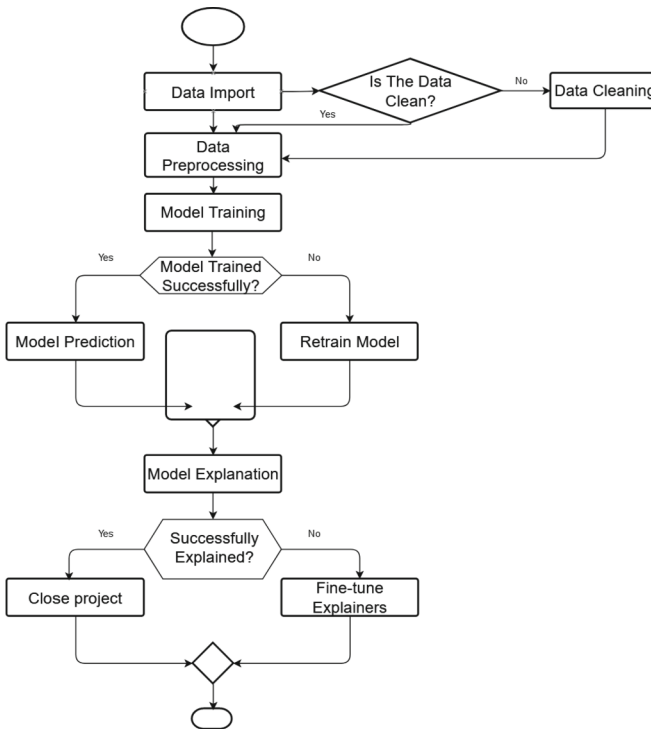 Is The Data
Clean?
No
Data Import
Data Cleaning
Yes
Data
Preprocessing
Model Training
Yes
Model Trained
Successfully?
No
Model Prediction
Retrain Model
Model Explanation
Yes
Successfully
Explained?
No
Close project
Fine-tune
Explainers